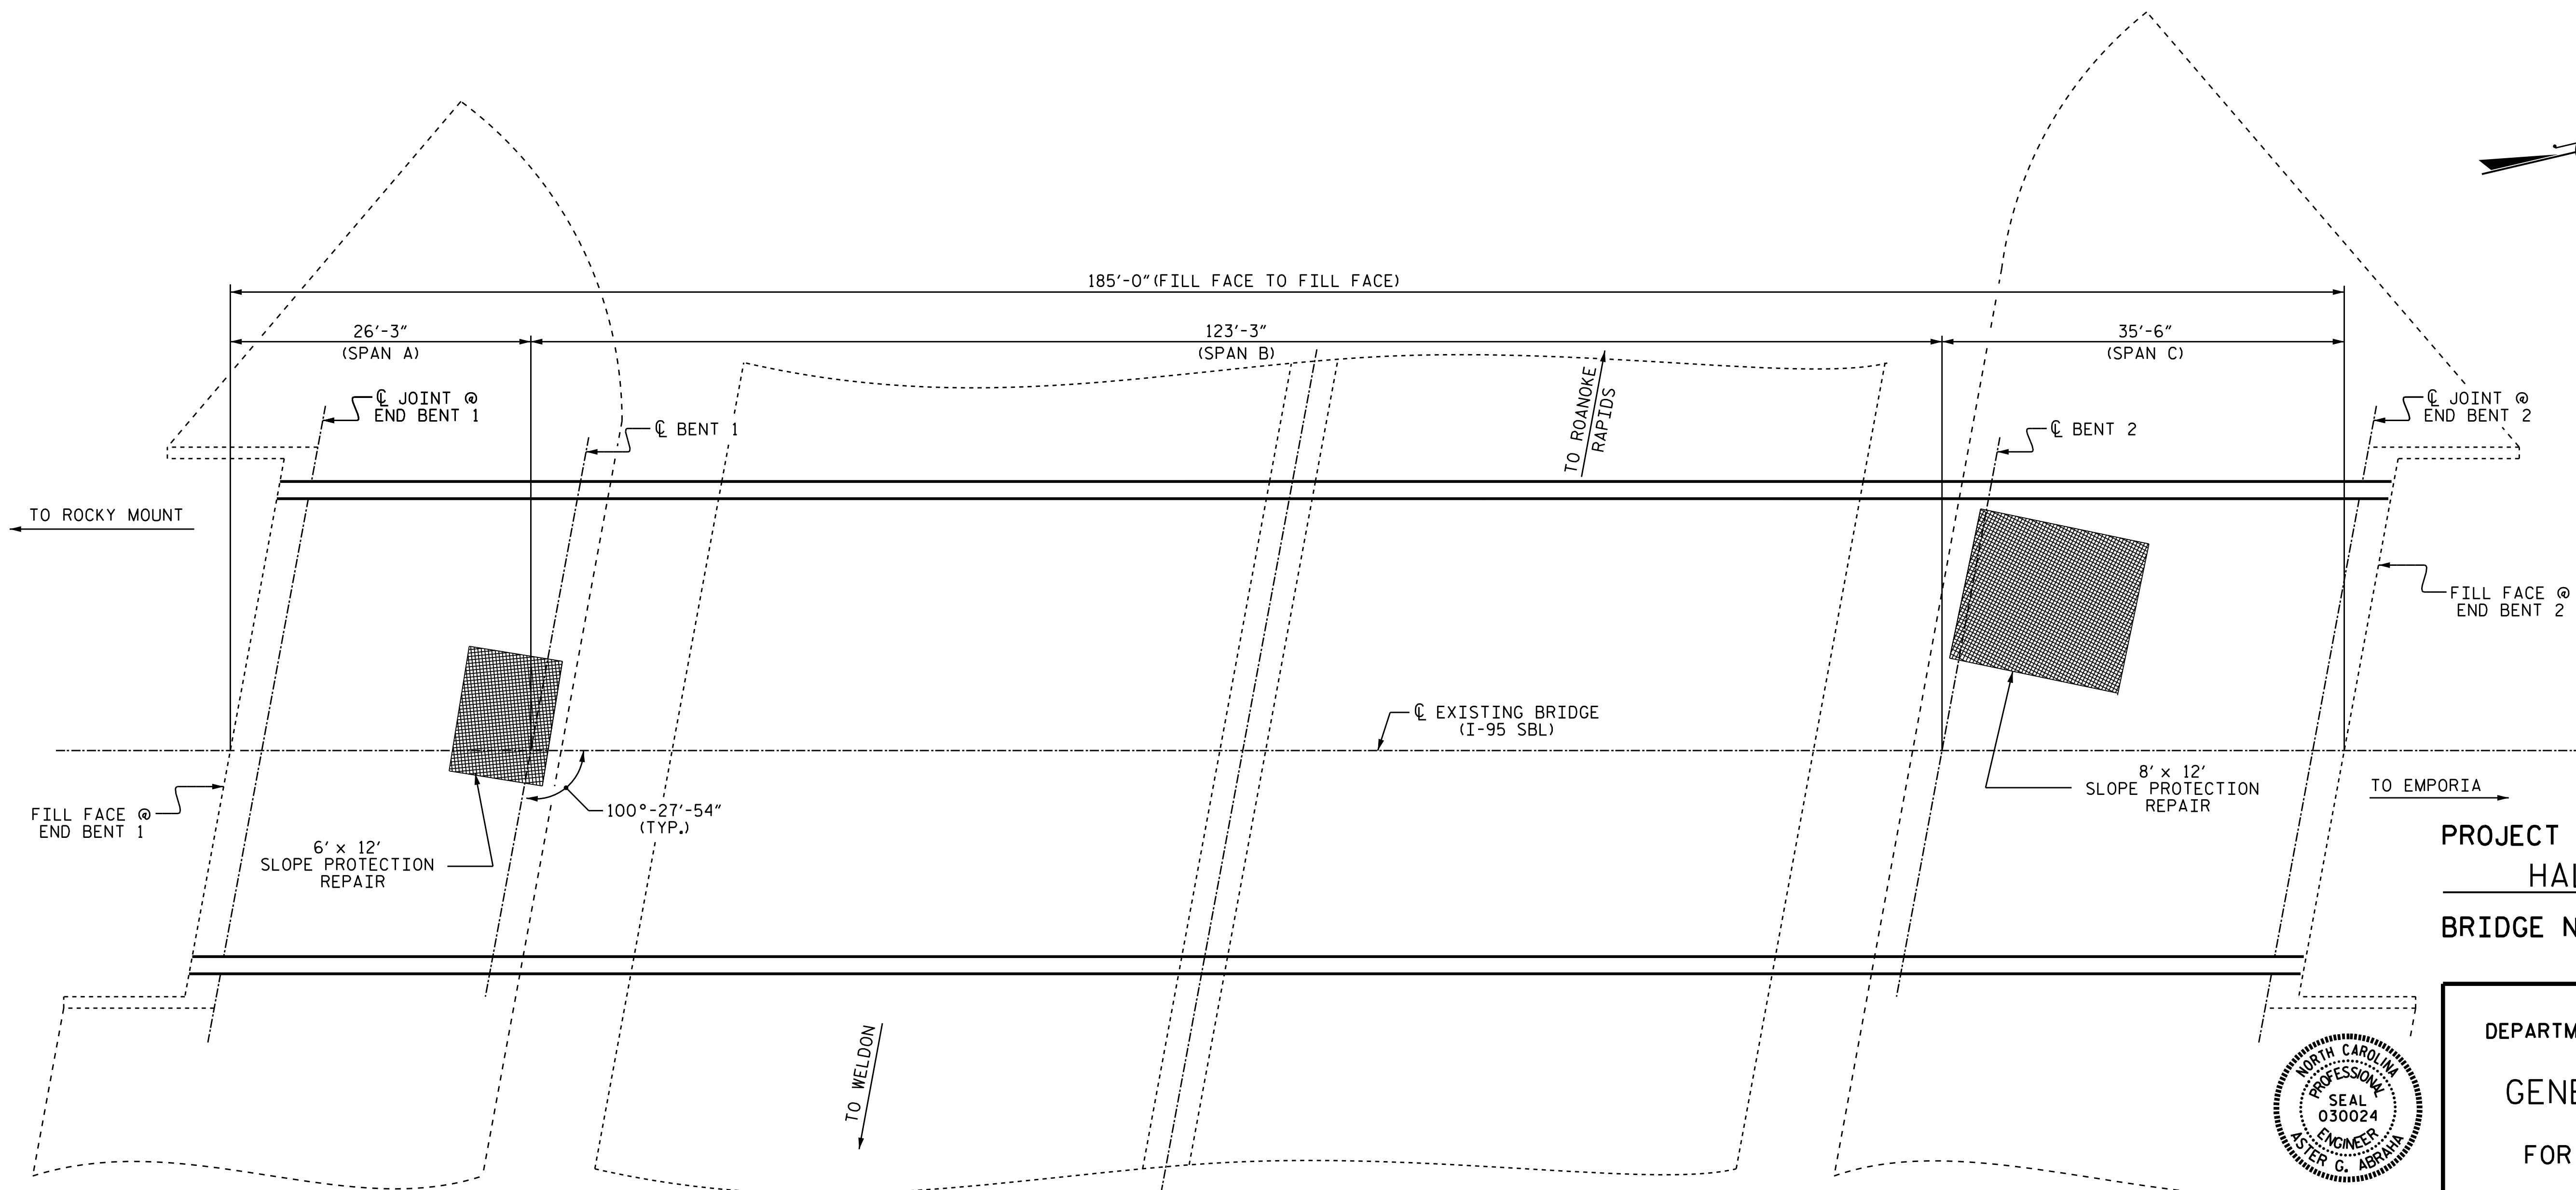 185'-0" (FILL FACE TO FILL FACE)
26'-3"
(SPAN A)
123'-3"
(SPAN B)
35'-6"
(SPAN C)
℄ JOINT @
END BENT 1
℄ BENT 1
TO ROANOKE
RAPIDS
℄ BENT 2
℄ JOINT @
END BENT 2
TO ROCKY MOUNT
FILL FACE @
END BENT 2
℄ EXISTING BRIDGE
(I-95 SBL)
FILL FACE @
END BENT 1
100°-27'-54"
(TYP.)
6' x 12'
SLOPE PROTECTION
REPAIR
8' x 12'
SLOPE PROTECTION
REPAIR
TO EMPORIA
TO WELDON
PROJECT
HAL
BRIDGE N
DEPARTM
GENE
FOR
NORTH CAROLINA
PROFESSIONAL
SEAL
030024
ENGINEER
ASTER G. ABRAHA